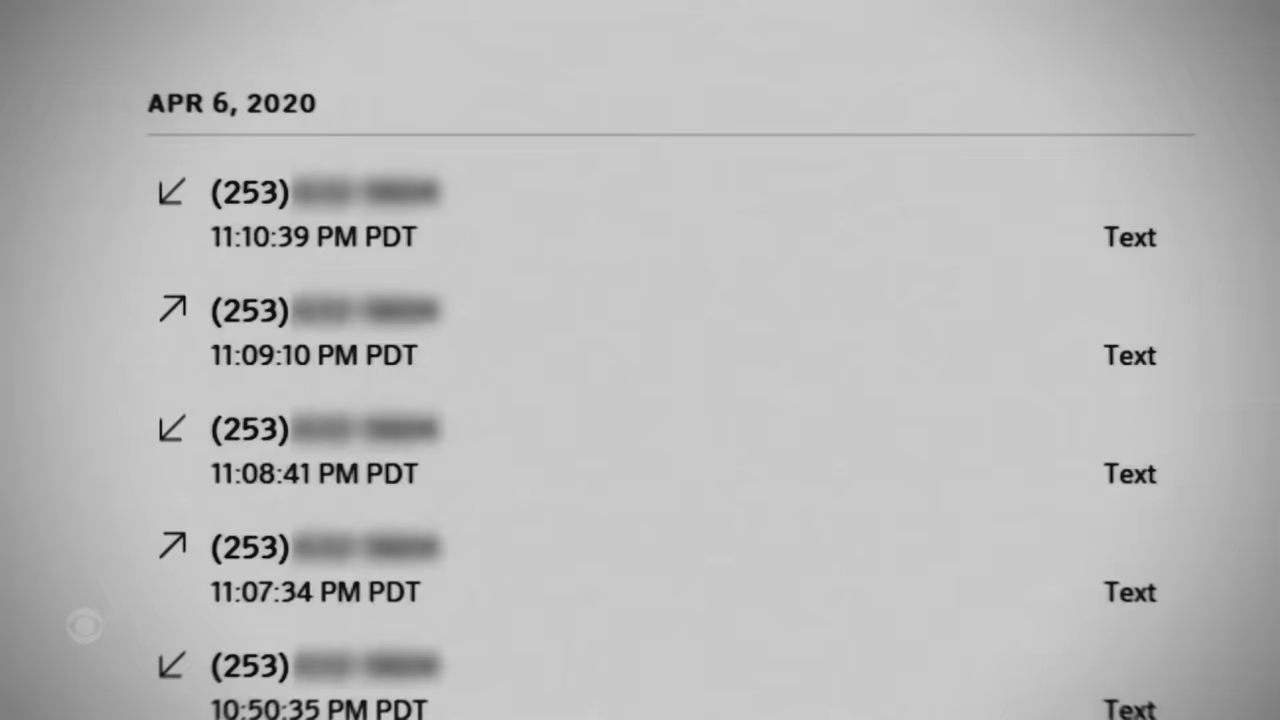 APR 6, 2020
(253)
11:10:39 PM PDT Text
(253)
11:09:10 PM PDT Text
(253)
11:08:41 PM PDT Text
(253)
11:07:34 PM PDT Text
(253)
10:50:35 PM PDT Text